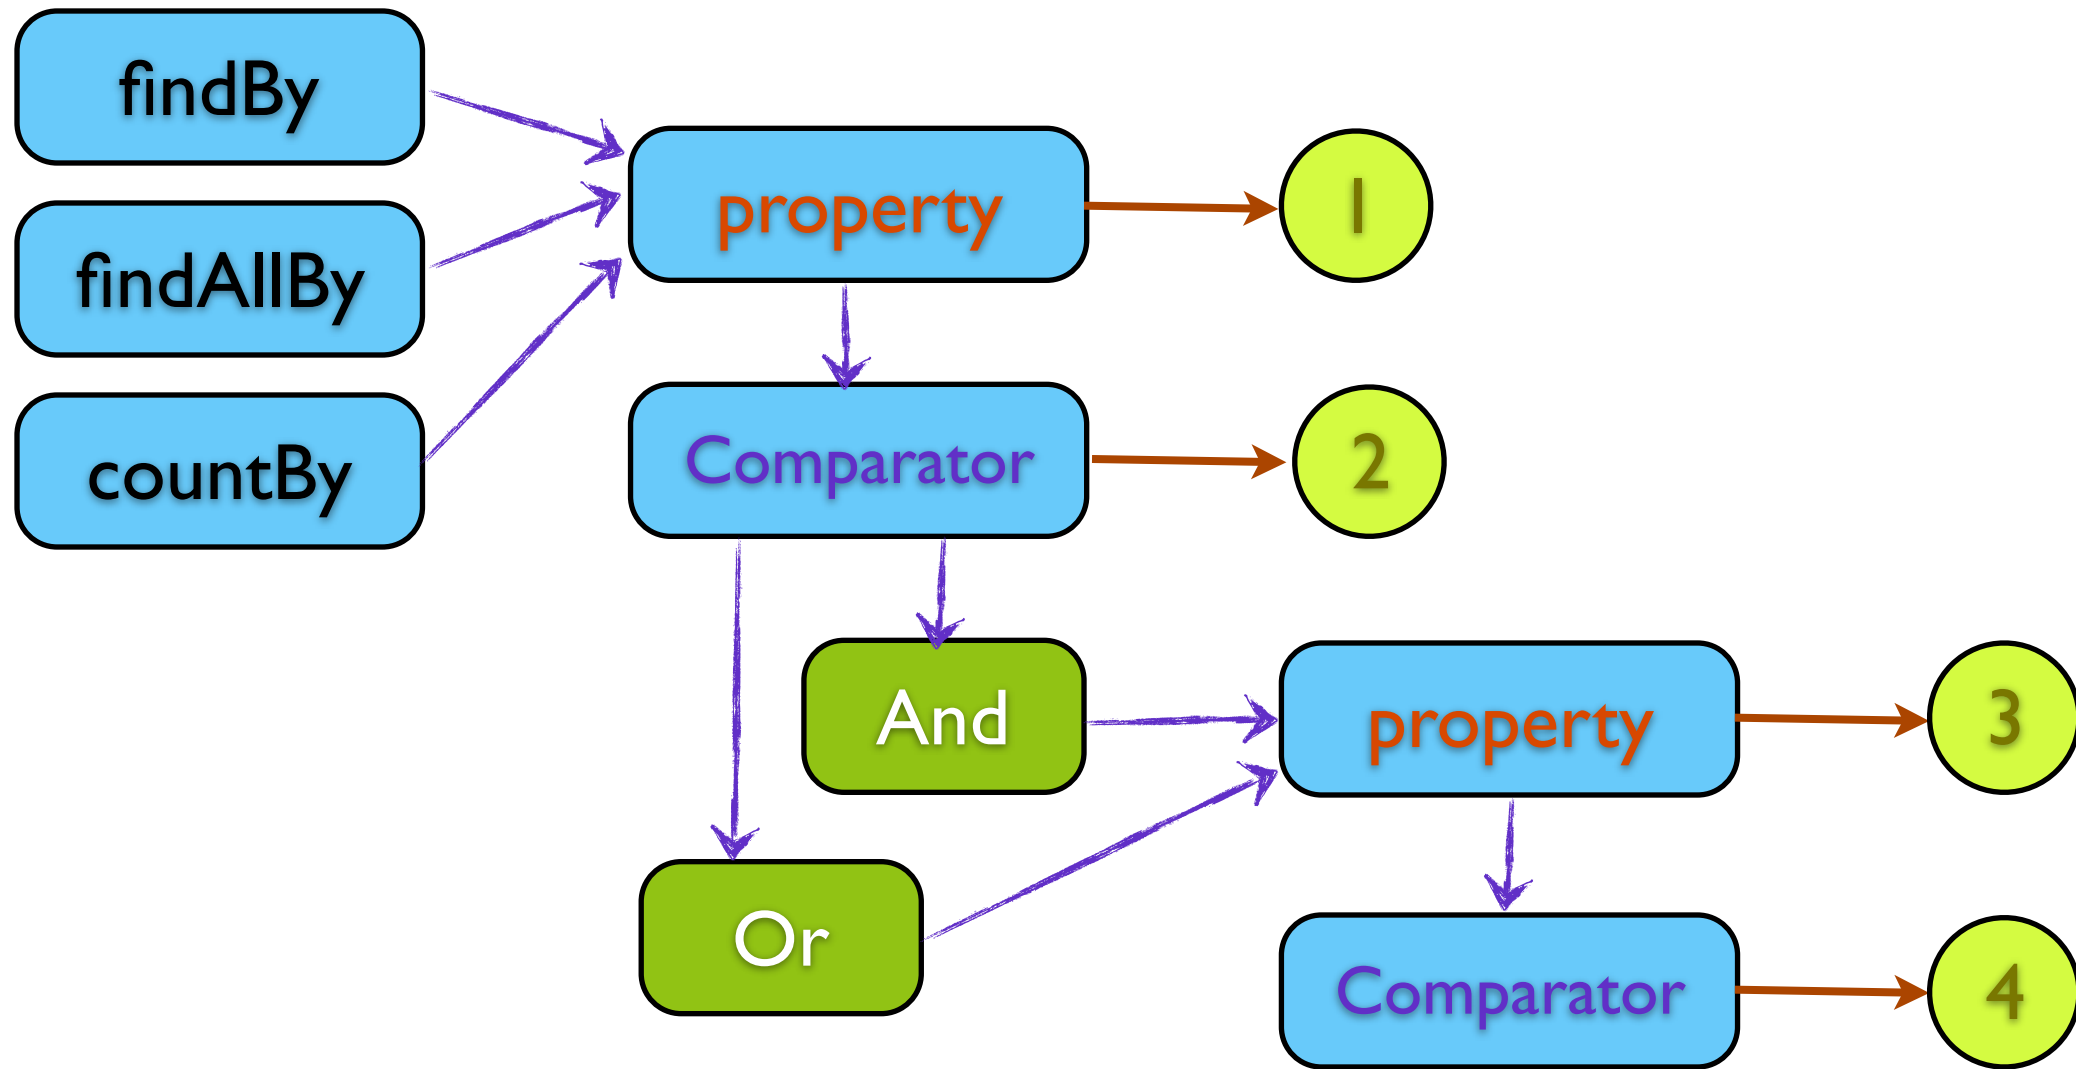 findBy
findAllBy
countBy
property
1
Comparator
2
And
property
3
Or
Comparator
4